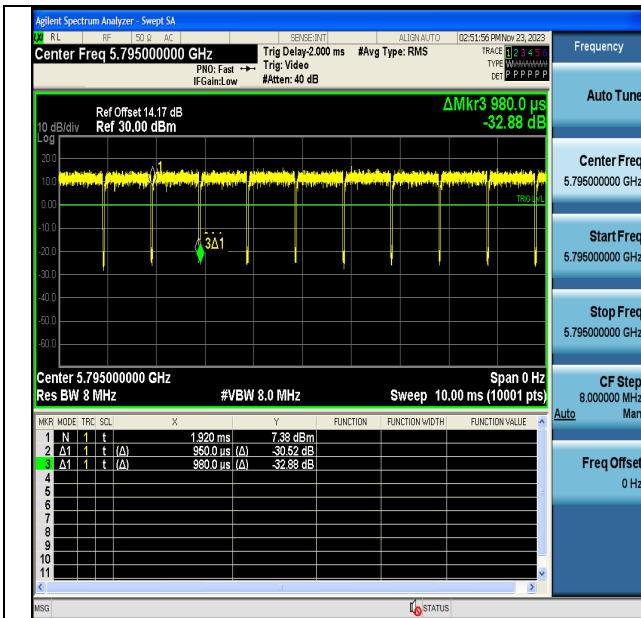 Agilent Spectrum Analyzer - Swept SA
RL RF 50 Ω AC SENSE:INT ALIGN AUTO 02:51:56 PM Nov 23, 2023
Center Freq 5.795000000 GHz
PNO: Fast
IFGain:Low
Trig Delay-2.000 ms
Trig: Video
#Atten: 40 dB
#Avg Type: RMS
TRACE 1 2 3 4 5 6
TYPE WWWWWW
DET P P P P P P
Frequency
Auto Tune
Center Freq
5.795000000 GHz
Start Freq
5.795000000 GHz
Stop Freq
5.795000000 GHz
CF Step
8.000000 MHz
Auto Man
Freq Offset
0 Hz
ΔMkr3 980.0 µs
-32.88 dB
Ref Offset 14.17 dB
10 dB/div Ref 30.00 dBm
Log
20.0
10.0
0.00
-10.0
-20.0
-30.0
-40.0
-50.0
-60.0
1
TRIG LVL
3Δ1
Center 5.795000000 GHz Span 0 Hz
Res BW 8 MHz #VBW 8.0 MHz Sweep 10.00 ms (10001 pts)
MKR MODE TRC SCL X Y FUNCTION FUNCTION WIDTH FUNCTION VALUE
1 N 1 t 1.920 ms 7.38 dBm
2 Δ1 1 t (Δ) 950.0 µs (Δ) -30.52 dB
3 Δ1 1 t (Δ) 980.0 µs (Δ) -32.88 dB
4
5
6
7
8
9
10
11
MSG STATUS